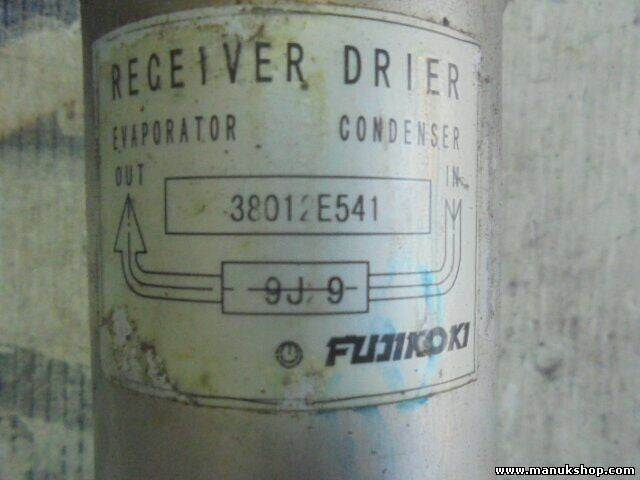 RECEIVER DRIER
EVAPORATOR CONDENSER
OUT IN
38012E541
9J 9
FUJIKOKI
www.manukshop.com